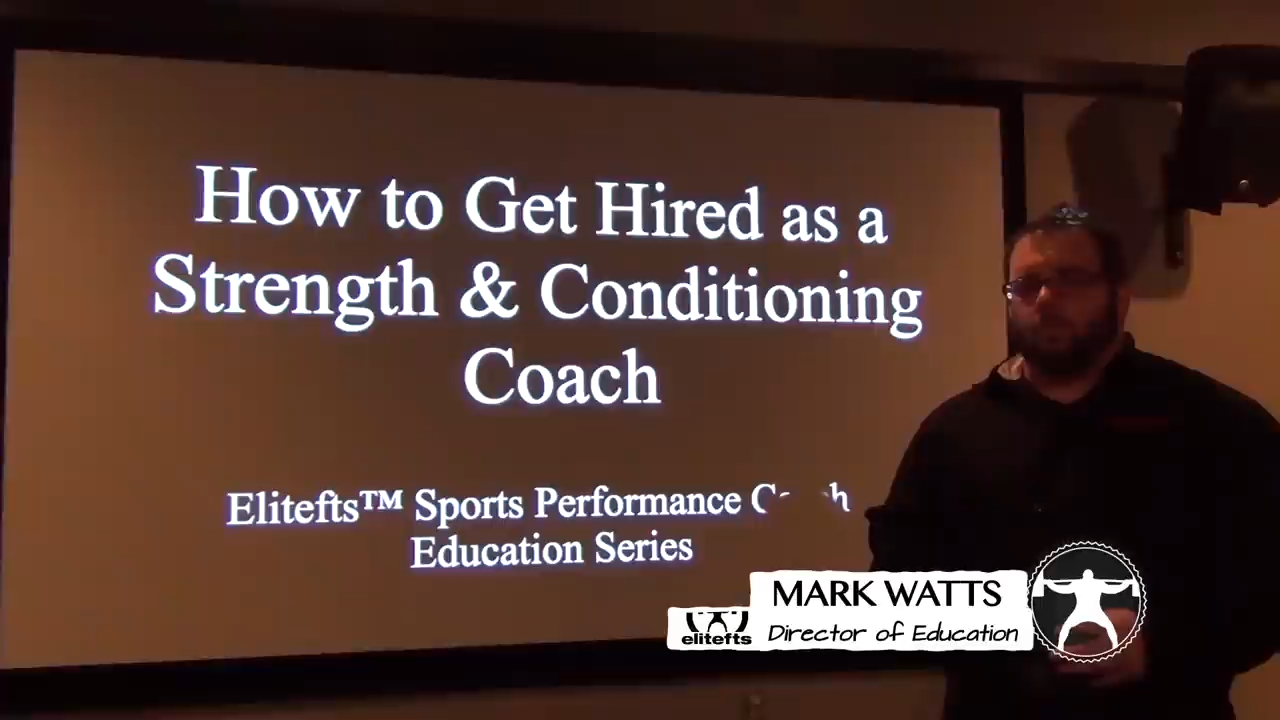 How to Get Hired as a
Strength & Conditioning
Coach
Elitefts™ Sports Performance
Education Series
MARK WATTS
elitefts
Director of Education